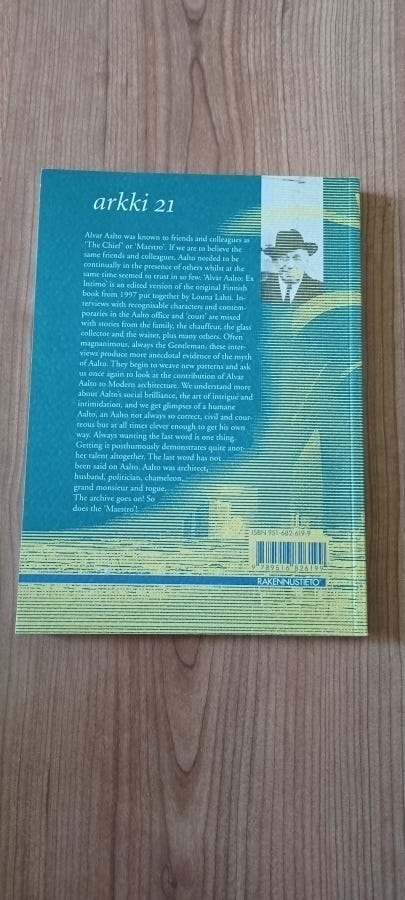 arkki 21
Alvar Aalto was known to friends and colleagues as
'The Chief' or 'Maestro'. If we are to believe the
same friends and colleagues, Aalto needed to be
continually in the presence of others whilst at the
same time seemed to trust in so few. 'Alvar Aalto: Ex
Intimo' is an edited version of the original Finnish
book from 1997 put together by Louna Lahti. In-
terviews with recognisable characters and contem-
poraries in the Aalto office and 'court' are mixed
with stories from the family, the chauffeur, the glass
collector and the waiter, plus many others. Often
magnanimous, always the Gentleman, these inter-
views produce more anecdotal evidence of the myth
of Aalto. They begin to weave new patterns and ask
us once again to look at the contribution of Alvar
Aalto to Modern architecture. We understand more
about Aalto's social brilliance, the art of intrigue and
intimidation, and we get glimpses of a humane
Aalto, an Aalto not always so correct, civil and cour-
teous but at all times clever enough to get his own
way. Always wanting the last word is one thing.
Getting it posthumously demonstrates quite ano-
ther talent altogether. The last word has not
been said on Aalto. Aalto was architect,
husband, politician, chameleon,
grand monsieur and rogue.
The archive goes on! So
does the 'Maestro'!
ISBN 951-682-619-9
9 789516 826199
RAKENNUSTIETO